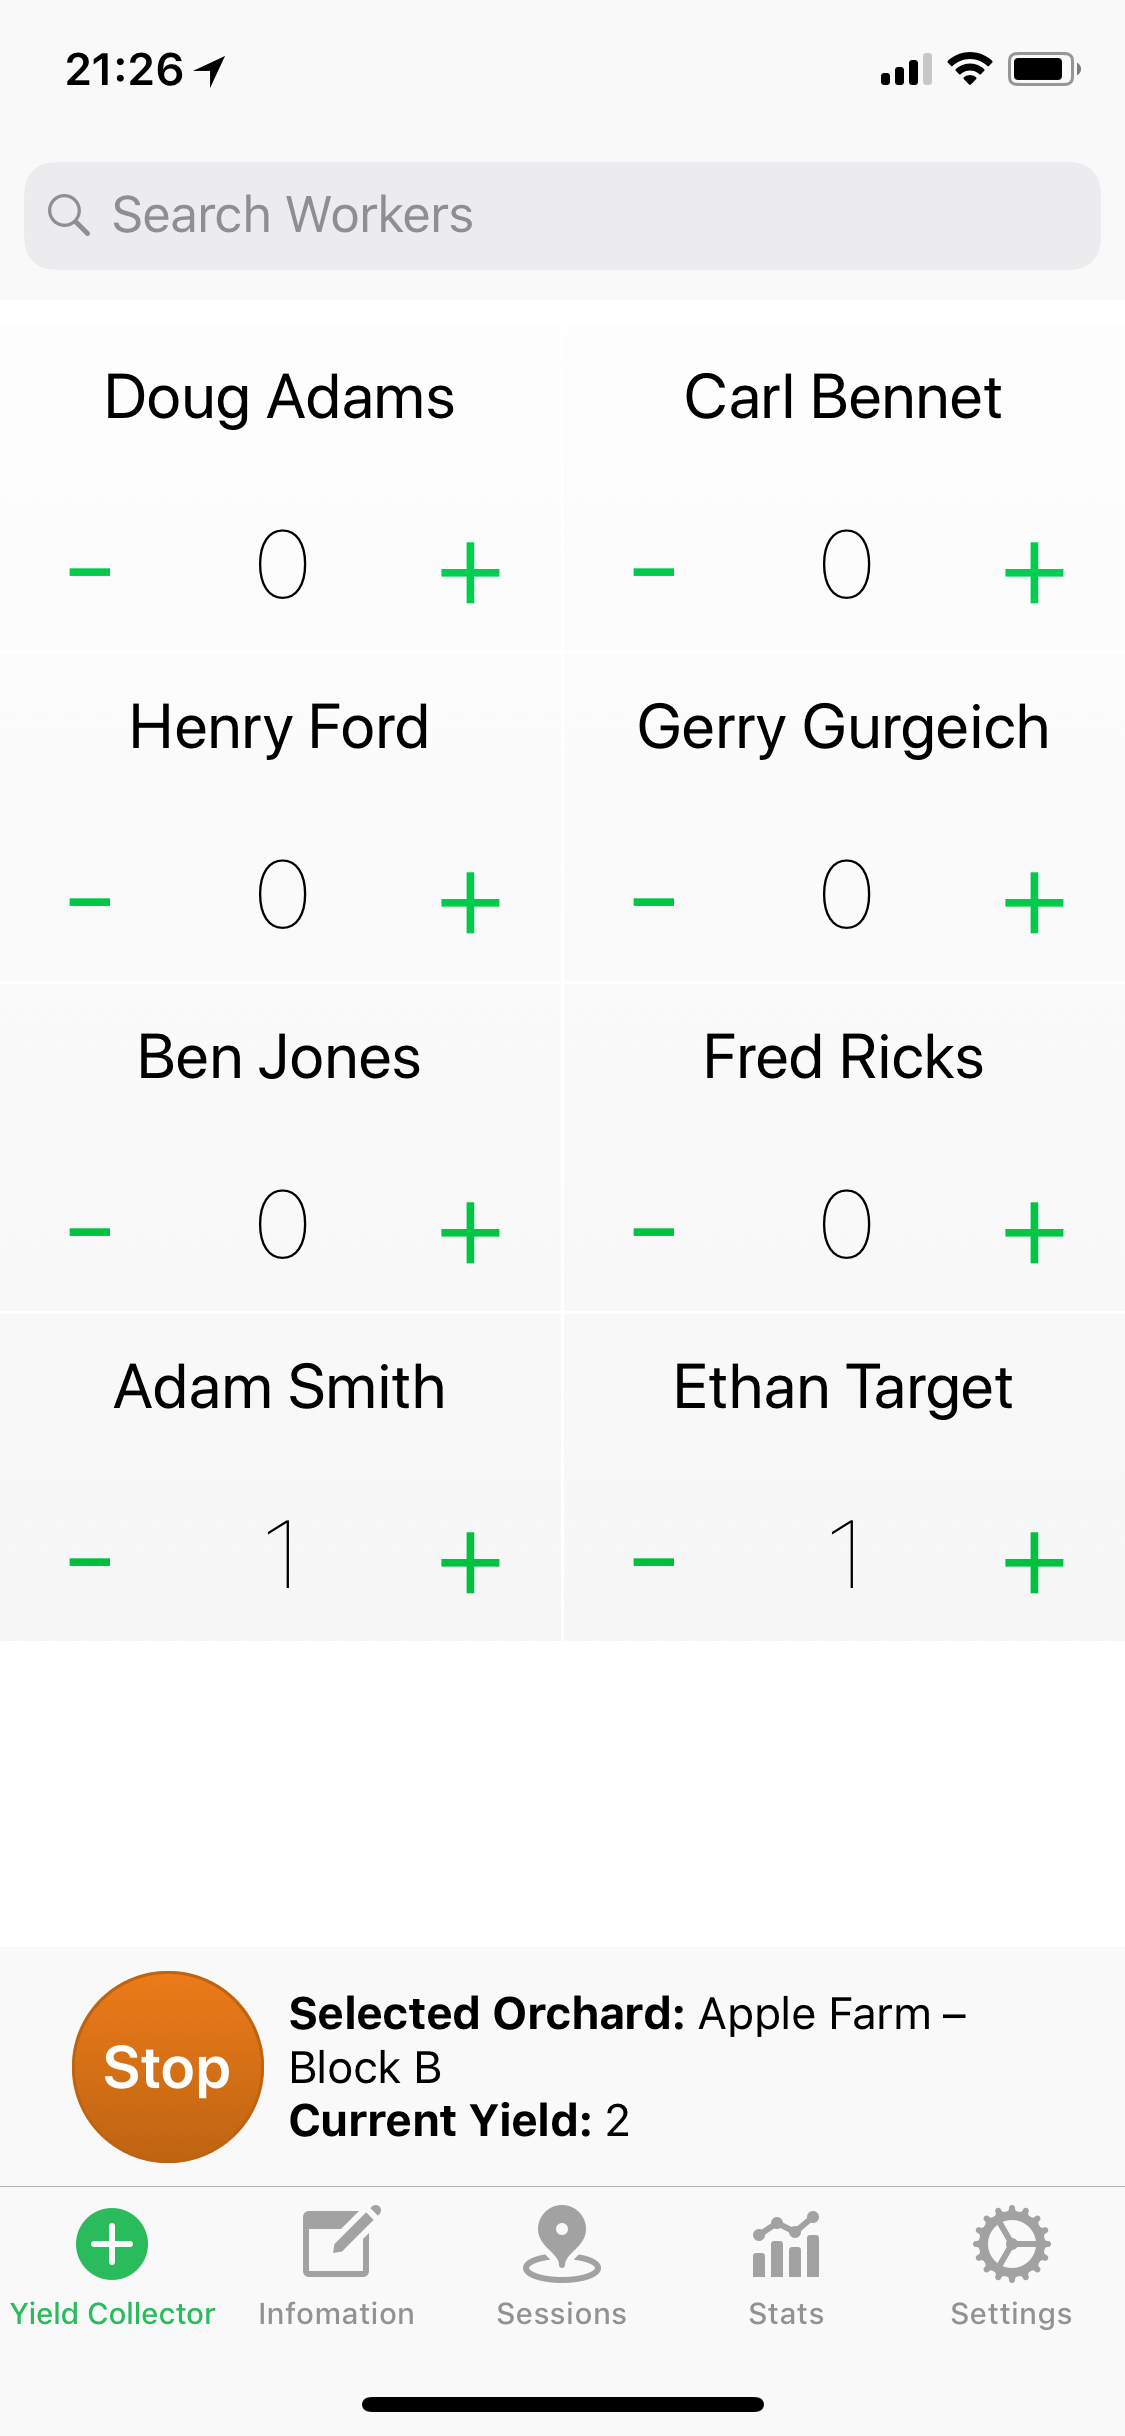 21:26
Search Workers
Doug Adams
Carl Bennet
- 0 +
- 0 +
Henry Ford
Gerry Gurgeich
- 0 +
- 0 +
Ben Jones
Fred Ricks
- 0 +
- 0 +
Adam Smith
Ethan Target
- 1 +
- 1 +
Stop
Selected Orchard: Apple Farm –
Block B
Current Yield: 2
Yield Collector
Infomation
Sessions
Stats
Settings